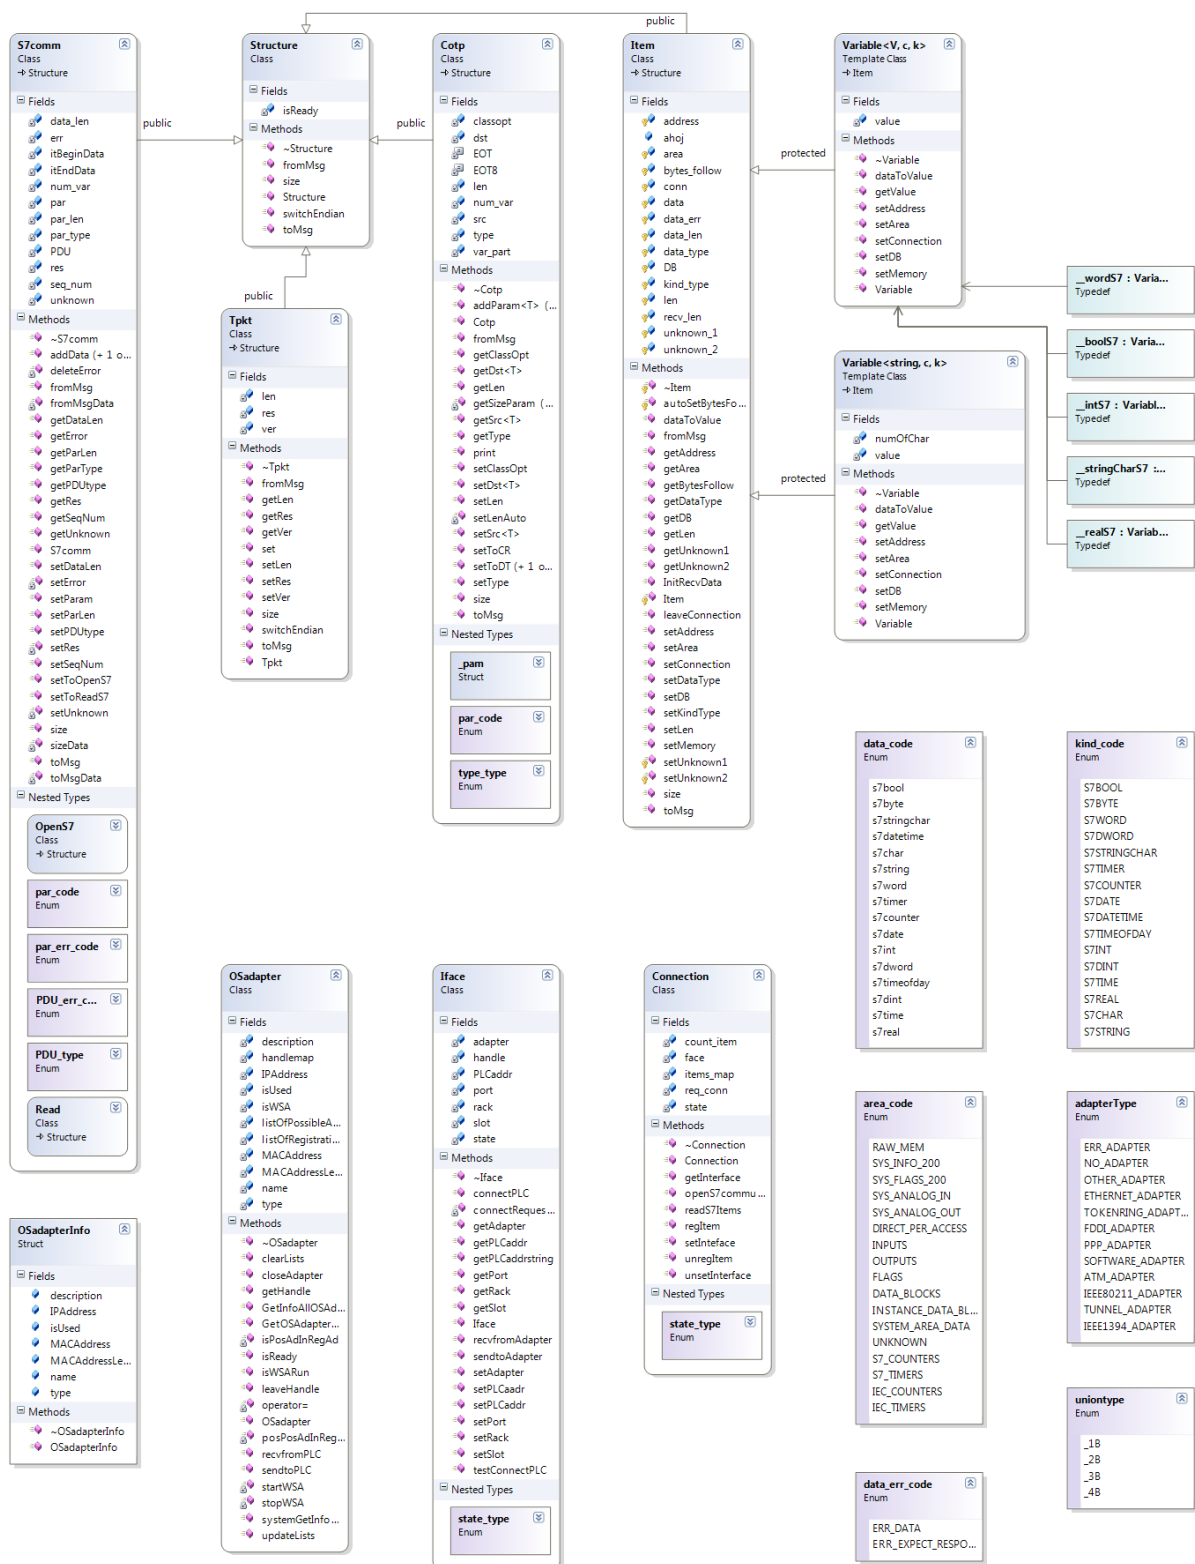 public
S7comm
Class
Structure
Fields
data_len
err
itBeginData
itEndData
num_var
par
par_len
par_type
PDU
res
seq_num
unknown
Methods
~S7comm
addData (+ 1 o...
deleteError
fromMsg
fromMsgData
getDataLen
getError
getParLen
getParType
getPDUtype
getRes
getSeqNum
getUnknown
S7comm
setDataLen
setError
setParam
setParLen
setPDUtype
setRes
setSeqNum
setToOpenS7
setToReadS7
setUnknown
size
sizeData
toMsg
toMsgData
Nested Types
OpenS7
Class
Structure
par_code
Enum
par_err_code
Enum
PDU_err_c...
Enum
PDU_type
Enum
Read
Class
Structure
public
Structure
Class
Fields
isReady
Methods
~Structure
fromMsg
size
Structure
switchEndian
toMsg
public
public
Tpkt
Class
Structure
Fields
len
res
ver
Methods
~Tpkt
fromMsg
getLen
getRes
getVer
set
setLen
setRes
setVer
size
switchEndian
toMsg
Tpkt
Cotp
Class
Structure
Fields
classopt
dst
EOT
EOT8
len
num_var
src
type
var_part
Methods
~Cotp
addParam<T> (...
Cotp
fromMsg
getClassOpt
getDst<T>
getLen
getSizeParam (...
getSrc<T>
getType
print
setClassOpt
setDst<T>
setLen
setLenAuto
setSrc<T>
setToCR
setToDT (+ 1 o...
setType
size
toMsg
Nested Types
_pam
Struct
par_code
Enum
type_type
Enum
Item
Class
Structure
Fields
address
ahoj
area
bytes_follow
conn
data
data_err
data_len
data_type
DB
kind_type
len
recv_len
unknown_1
unknown_2
Methods
~Item
autoSetBytesFo...
dataToValue
fromMsg
getAddress
getArea
getBytesFollow
getDataType
getDB
getLen
getUnknown1
getUnknown2
InitRecvData
Item
leaveConnection
setAddress
setArea
setConnection
setDataType
setDB
setKindType
setLen
setMemory
setUnknown1
setUnknown2
size
toMsg
protected
Variable<V, c, k>
Template Class
Item
Fields
value
Methods
~Variable
dataToValue
getValue
setAddress
setArea
setConnection
setDB
setMemory
Variable
protected
Variable<string, c, k>
Template Class
Item
Fields
numOfChar
value
Methods
~Variable
dataToValue
getValue
setAddress
setArea
setConnection
setDB
setMemory
Variable
__wordS7 : Varia...
Typedef
__boolS7 : Varia...
Typedef
__intS7 : Variabl...
Typedef
__stringCharS7 :...
Typedef
__realS7 : Variab...
Typedef
data_code
Enum
s7bool
s7byte
s7stringchar
s7datetime
s7char
s7string
s7word
s7timer
s7counter
s7date
s7int
s7dword
s7timeofday
s7dint
s7time
s7real
kind_code
Enum
S7BOOL
S7BYTE
S7WORD
S7DWORD
S7STRINGCHAR
S7TIMER
S7COUNTER
S7DATE
S7DATETIME
S7TIMEOFDAY
S7INT
S7DINT
S7TIME
S7REAL
S7CHAR
S7STRING
OSadapterInfo
Struct
Fields
description
IPAddress
isUsed
MACAddress
MACAddressLe...
name
type
Methods
~OSadapterInfo
OSadapterInfo
OSadapter
Class
Fields
description
handlemap
IPAddress
isUsed
isWSA
listOfPossibleA...
listOfRegistrati...
MACAddress
MACAddressLe...
name
type
Methods
~OSadapter
clearLists
closeAdapter
getHandle
GetInfoAllOSAd...
GetOSAdapter...
isPosAdInRegAd
isReady
isWSARun
leaveHandle
operator=
OSadapter
posPosAdInReg...
recvfromPLC
sendtoPLC
startWSA
stopWSA
systemGetInfo...
updateLists
Iface
Class
Fields
adapter
handle
PLCaddr
port
rack
slot
state
Methods
~Iface
connectPLC
connectReques...
getAdapter
getPLCaddr
getPLCaddrstring
getPort
getRack
getSlot
Iface
recvfromAdapter
sendtoAdapter
setAdapter
setPLCaadr
setPLCaddr
setPort
setRack
setSlot
testConnectPLC
Nested Types
state_type
Enum
Connection
Class
Fields
count_item
face
items_map
req_conn
state
Methods
~Connection
Connection
getInterface
openS7commu...
readS7Items
regItem
setInteface
unregItem
unsetInterface
Nested Types
state_type
Enum
area_code
Enum
RAW_MEM
SYS_INFO_200
SYS_FLAGS_200
SYS_ANALOG_IN
SYS_ANALOG_OUT
DIRECT_PER_ACCESS
INPUTS
OUTPUTS
FLAGS
DATA_BLOCKS
INSTANCE_DATA_BL...
SYSTEM_AREA_DATA
UNKNOWN
S7_COUNTERS
S7_TIMERS
IEC_COUNTERS
IEC_TIMERS
adapterType
Enum
ERR_ADAPTER
NO_ADAPTER
OTHER_ADAPTER
ETHERNET_ADAPTER
TOKENRING_ADAPT...
FDDI_ADAPTER
PPP_ADAPTER
SOFTWARE_ADAPTER
ATM_ADAPTER
IEEE80211_ADAPTER
TUNNEL_ADAPTER
IEEE1394_ADAPTER
uniontype
Enum
_1B
_2B
_3B
_4B
data_err_code
Enum
ERR_DATA
ERR_EXPECT_RESPO...